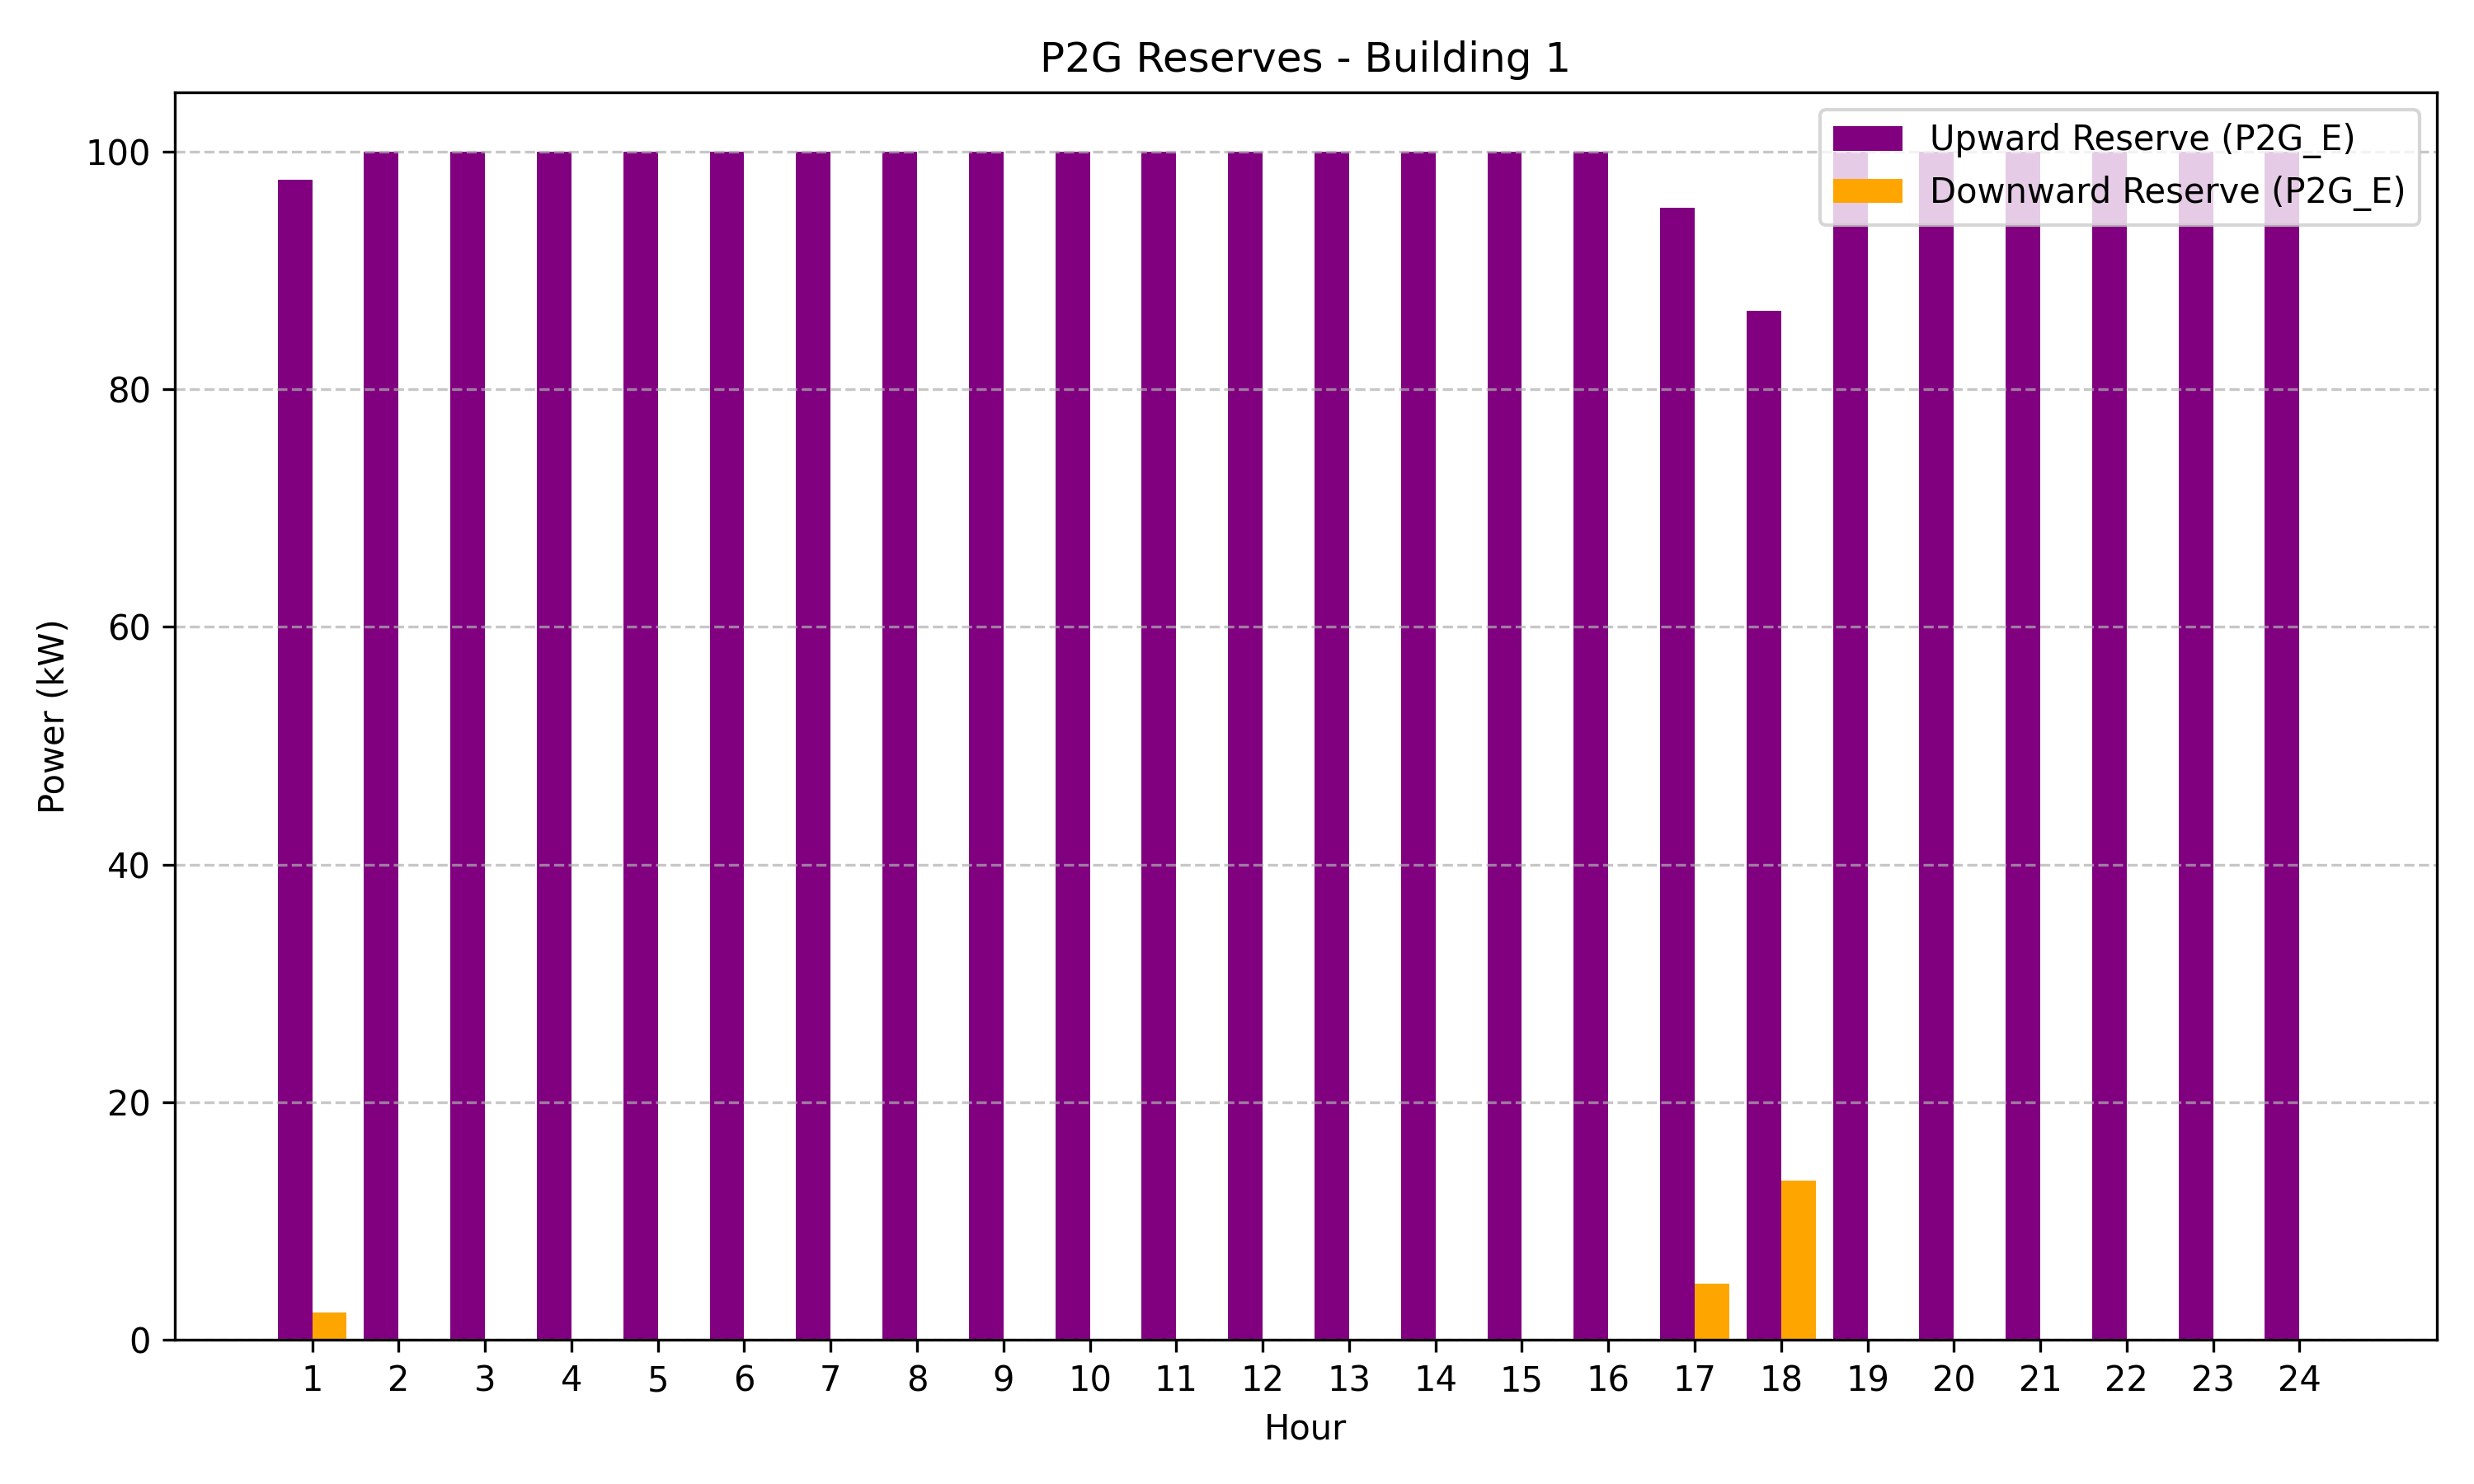 P2G Reserves - Building 1
Upward Reserve (P2G_E)
Downward Reserve (P2G_E)
Power (kW)
100
80
60
40
20
0
1 2 3 4 5 6 7 8 9 10 11 12 13 14 15 16 17 18 19 20 21 22 23 24
Hour